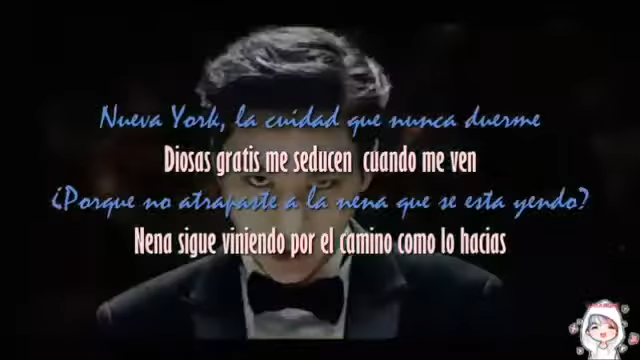 Nueva York, la cuidad que nunca duerme
Diosas gratis me seducen cuando me ven
¿Porque no atrapaste a la nena que se esta yendo?
Nena sigue viniendo por el camino como lo hacias